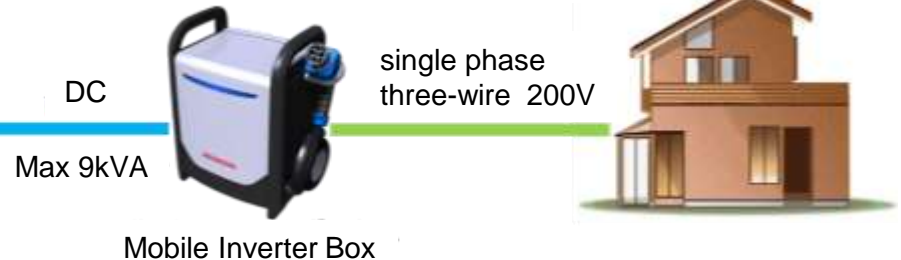 DC
Max 9kVA
single phase
three-wire 200V
Mobile Inverter Box